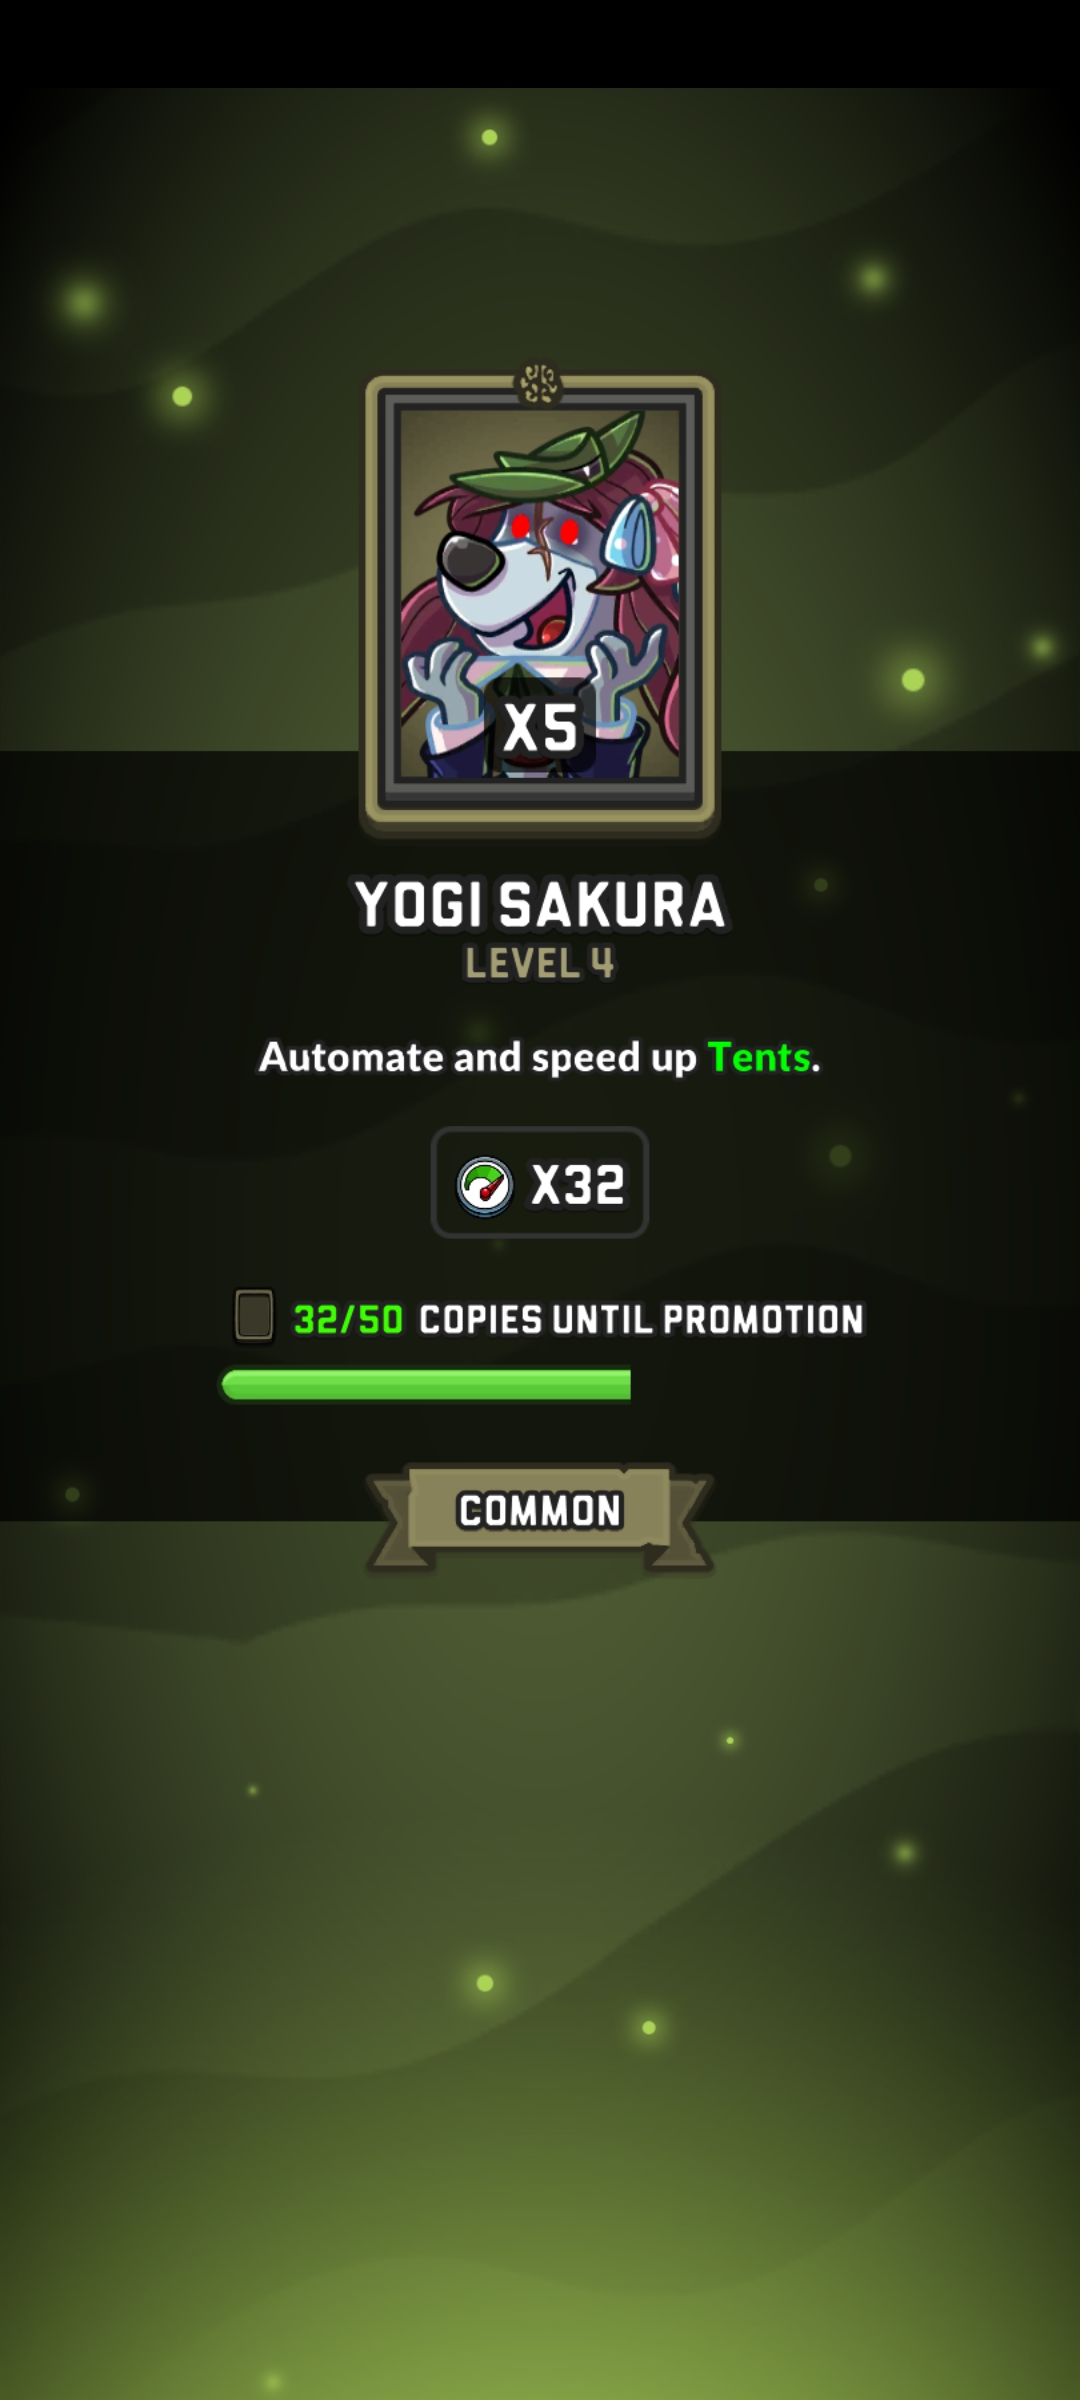 X5
YOGI SAKURA
LEVEL 4
Automate and speed up Tents.
X32
32/50 COPIES UNTIL PROMOTION
COMMON